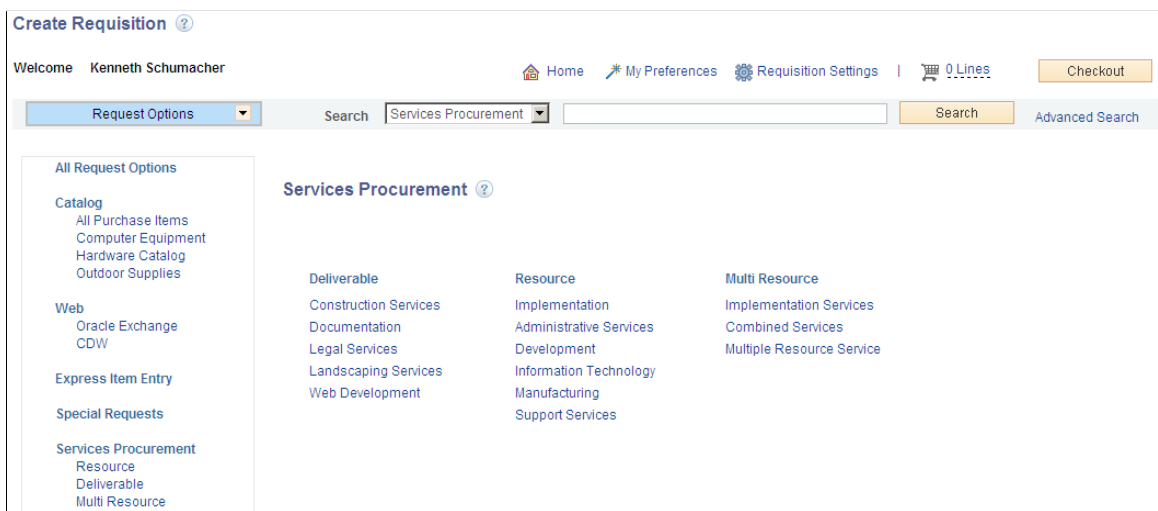 Create Requisition ?
Welcome Kenneth Schumacher
Home My Preferences Requisition Settings | 0 Lines Checkout
Request Options Search Services Procurement Search Advanced Search
All Request Options
Catalog
All Purchase Items
Computer Equipment
Hardware Catalog
Outdoor Supplies
Web
Oracle Exchange
CDW
Express Item Entry
Special Requests
Services Procurement
Resource
Deliverable
Multi Resource
Services Procurement ?
Deliverable
Construction Services
Documentation
Legal Services
Landscaping Services
Web Development
Resource
Implementation
Administrative Services
Development
Information Technology
Manufacturing
Support Services
Multi Resource
Implementation Services
Combined Services
Multiple Resource Service